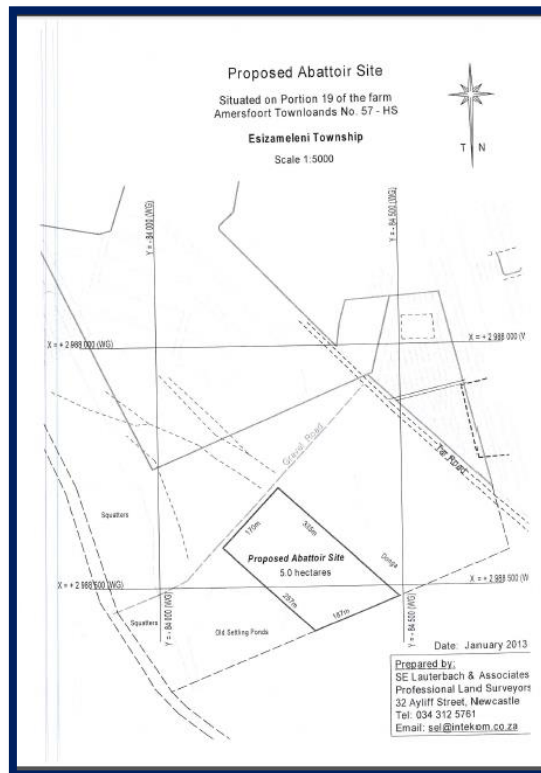 Proposed Abattoir Site
Situated on Portion 19 of the farm
Amersfoort Townloands No. 57 - HS
Esizameleni Township
Scale 1:5000
T N
Y = - 84 000 (WG)
Y = - 84 500 (WG)
X = + 2 988 000 (WG)
X = + 2 988 000 (W
Gravel Road
Tar Road
Squatters
170m
335m
Proposed Abattoir Site
5.0 hectares
Donga
X = + 2 988 500 (WG)
X = + 2 988 500 (W
257m
187m
Squatters
Old Settling Ponds
Y = - 84 000 (WG)
Y = - 84 500 (WG)
Date: January 2013
Prepared by:
SE Lauterbach & Associates
Professional Land Surveyors
32 Ayliff Street, Newcastle
Tel: 034 312 5761
Email: sel@intekom.co.za